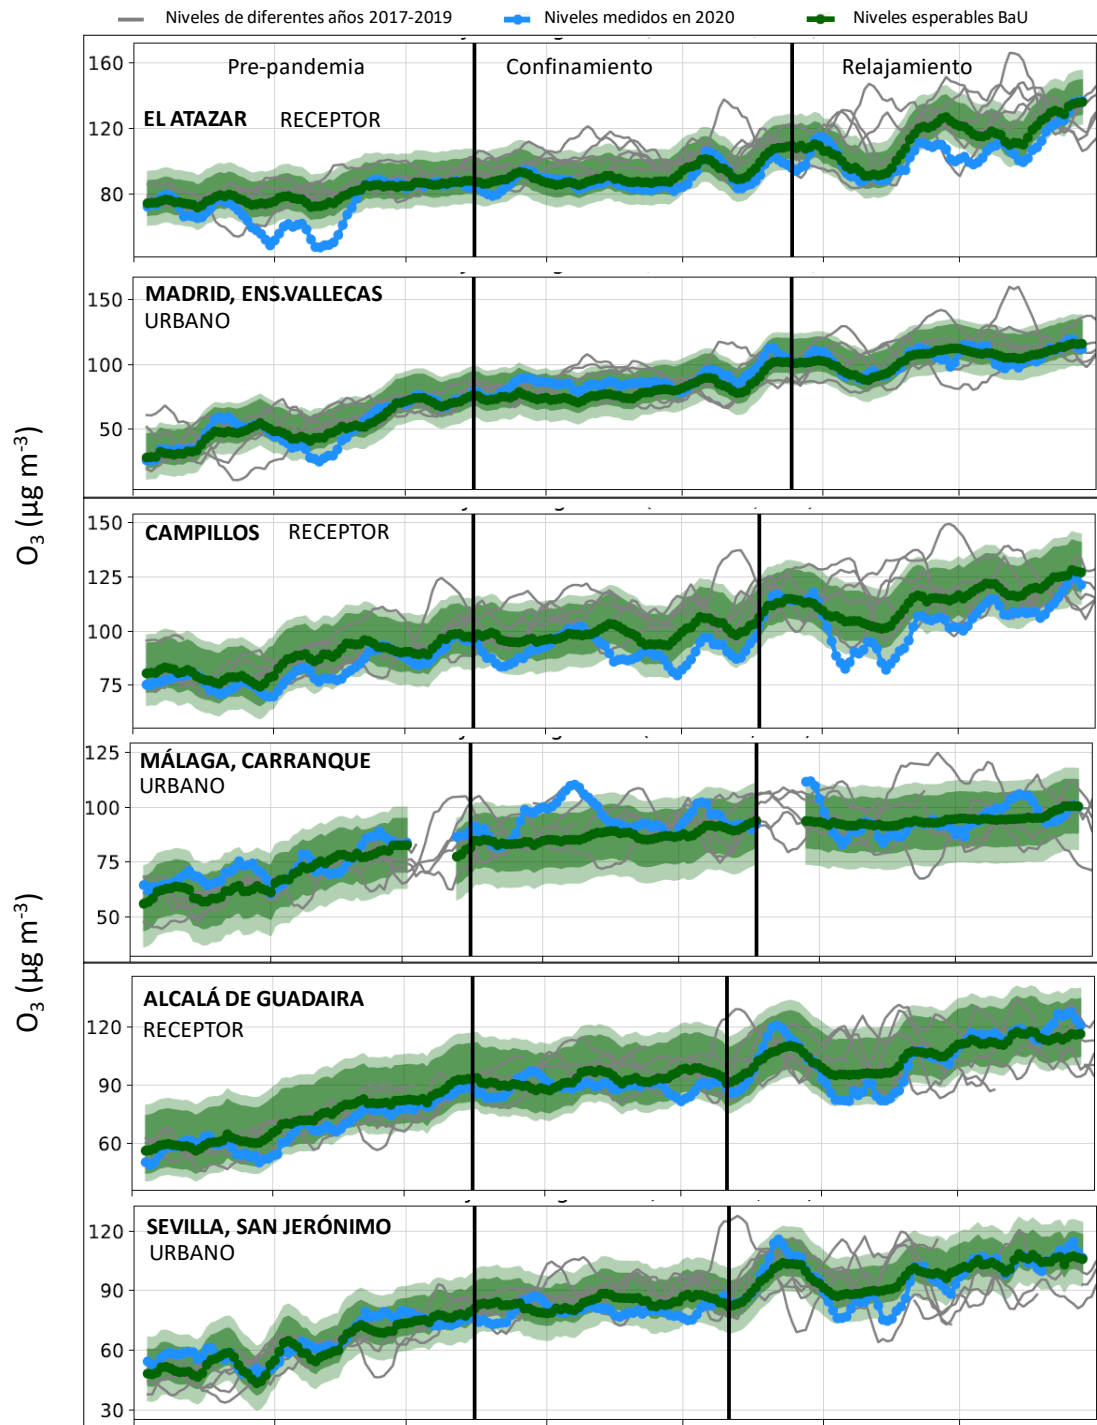 Niveles de diferentes años 2017-2019 Niveles medidos en 2020 Niveles esperables BaU
Pre-pandemia Confinamiento Relajamiento
EL ATAZAR RECEPTOR
160
120
80
MADRID, ENS.VALLECAS
URBANO
150
100
50
O3 (µg m-3)
CAMPILLOS RECEPTOR
150
125
100
75
MÁLAGA, CARRANQUE
URBANO
125
100
75
50
O3 (µg m-3)
ALCALÁ DE GUADAIRA
RECEPTOR
120
90
60
SEVILLA, SAN JERÓNIMO
URBANO
120
90
60
30